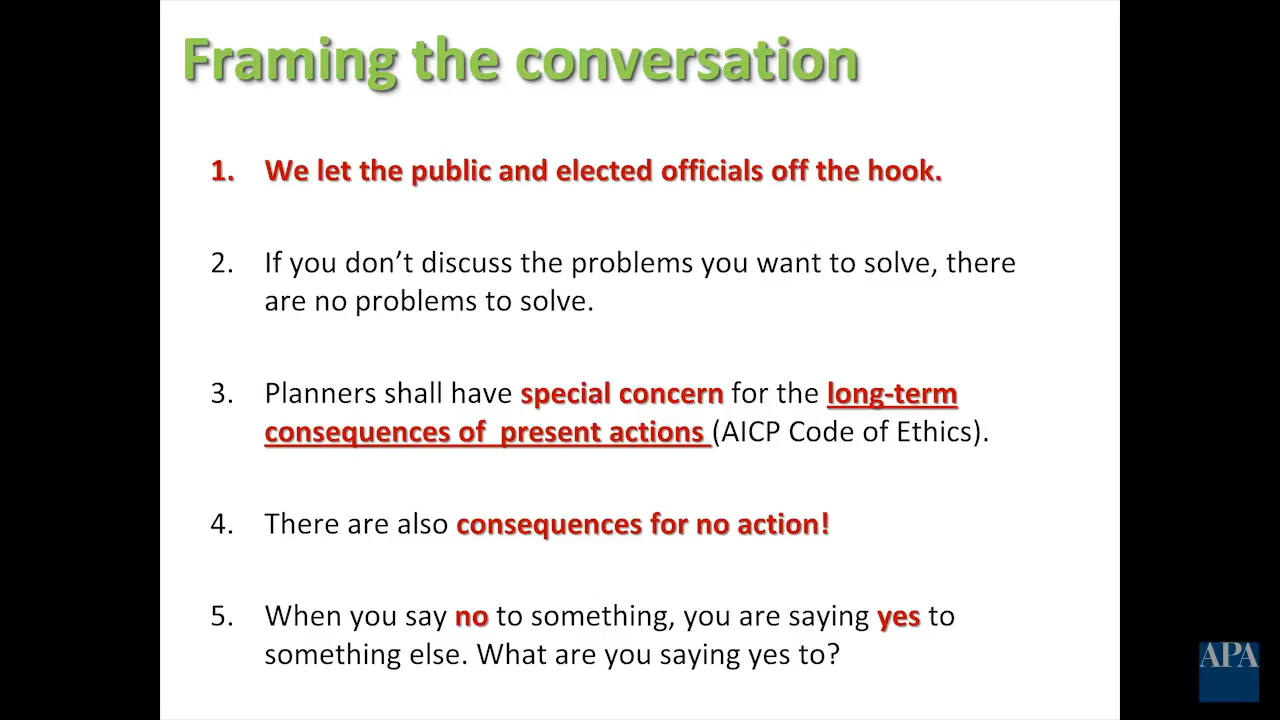 Framing the conversation
1. We let the public and elected officials off the hook.
2. If you don’t discuss the problems you want to solve, there
are no problems to solve.
3. Planners shall have special concern for the long-term
consequences of  present actions (AICP Code of Ethics).
4. There are also consequences for no action!
5. When you say no to something, you are saying yes to
something else. What are you saying yes to?
APA